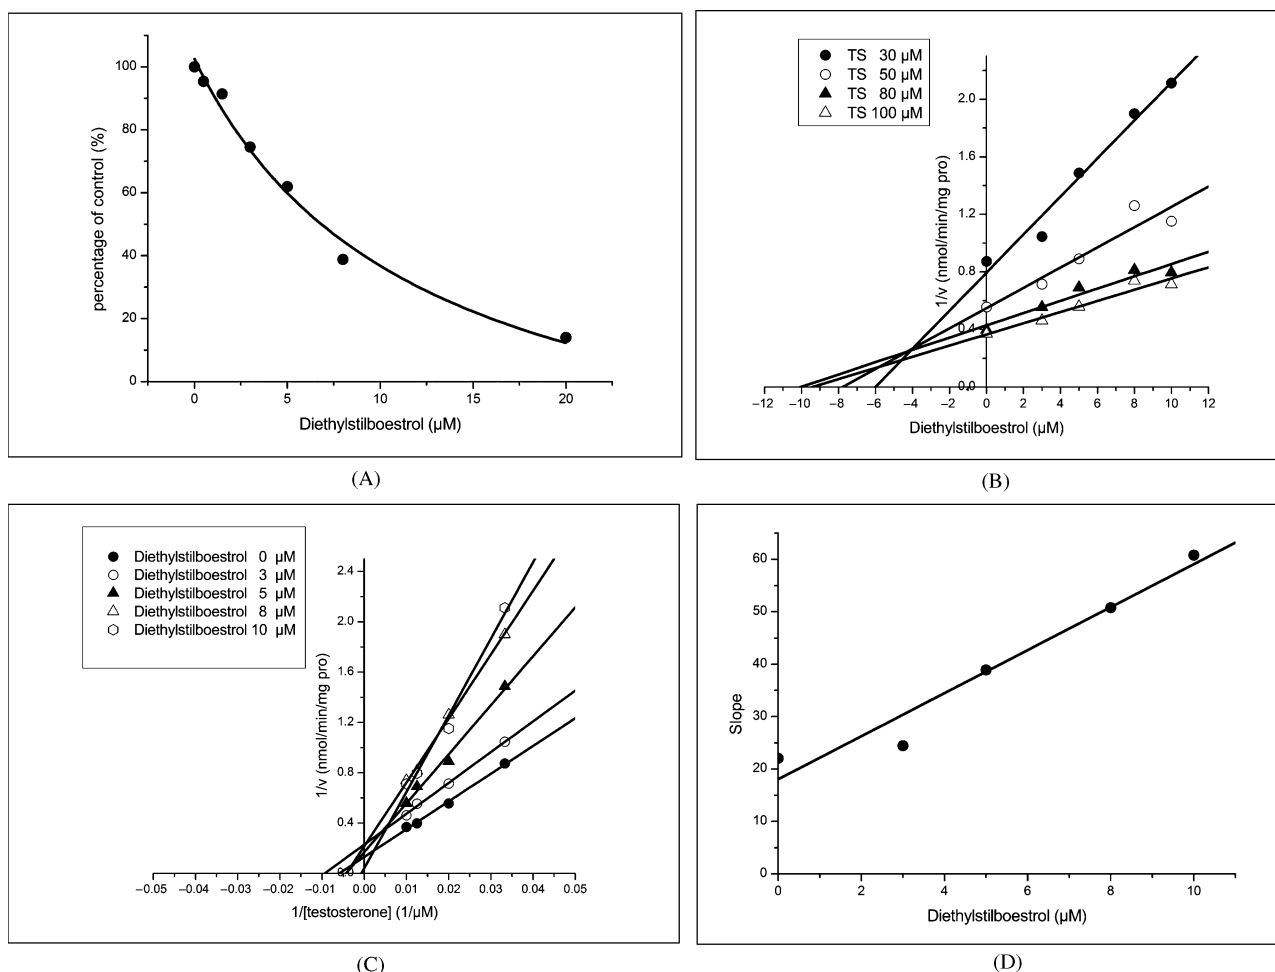 percentage of control (%)
100
80
60
40
20
0
0 5 10 15 20
Diethylstilboestrol (µM)
(A)
TS 30 µM
TS 50 µM
TS 80 µM
TS 100 µM
1/v (nmol/min/mg pro)
2.0
1.6
1.2
0.8
0.4
0.0
−12 −10 −8 −6 −4 −2 0 2 4 6 8 10 12
Diethylstilboestrol (µM)
(B)
Diethylstilboestrol 0 µM
Diethylstilboestrol 3 µM
Diethylstilboestrol 5 µM
Diethylstilboestrol 8 µM
Diethylstilboestrol 10 µM
1/v (nmol/min/mg pro)
2.4
2.0
1.6
1.2
0.8
0.4
0.0
−0.05 −0.04 −0.03 −0.02 −0.01 0.00 0.01 0.02 0.03 0.04 0.05
1/[testosterone] (1/µM)
(C)
Slope
60
50
40
30
20
10
0
0 2 4 6 8 10
Diethylstilboestrol (µM)
(D)